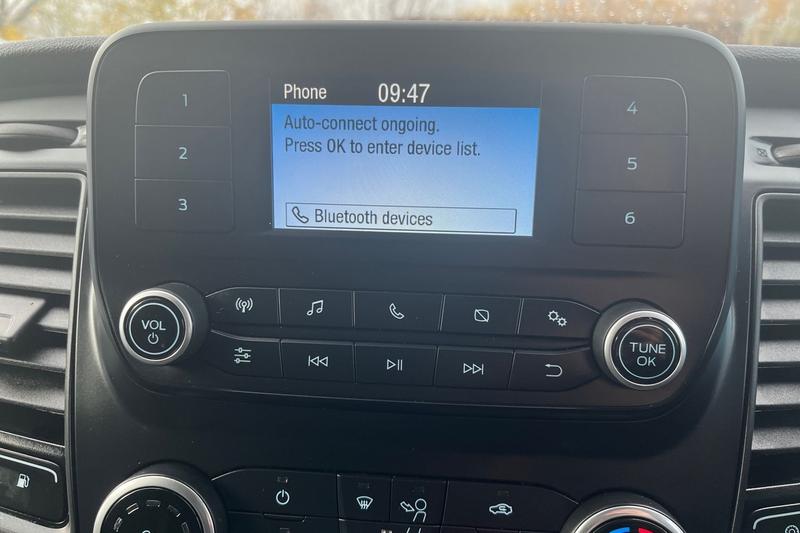 Phone 09:47
Auto-connect ongoing.
Press OK to enter device list.
Bluetooth devices
1
2
3
4
5
6
VOL
TUNE
OK